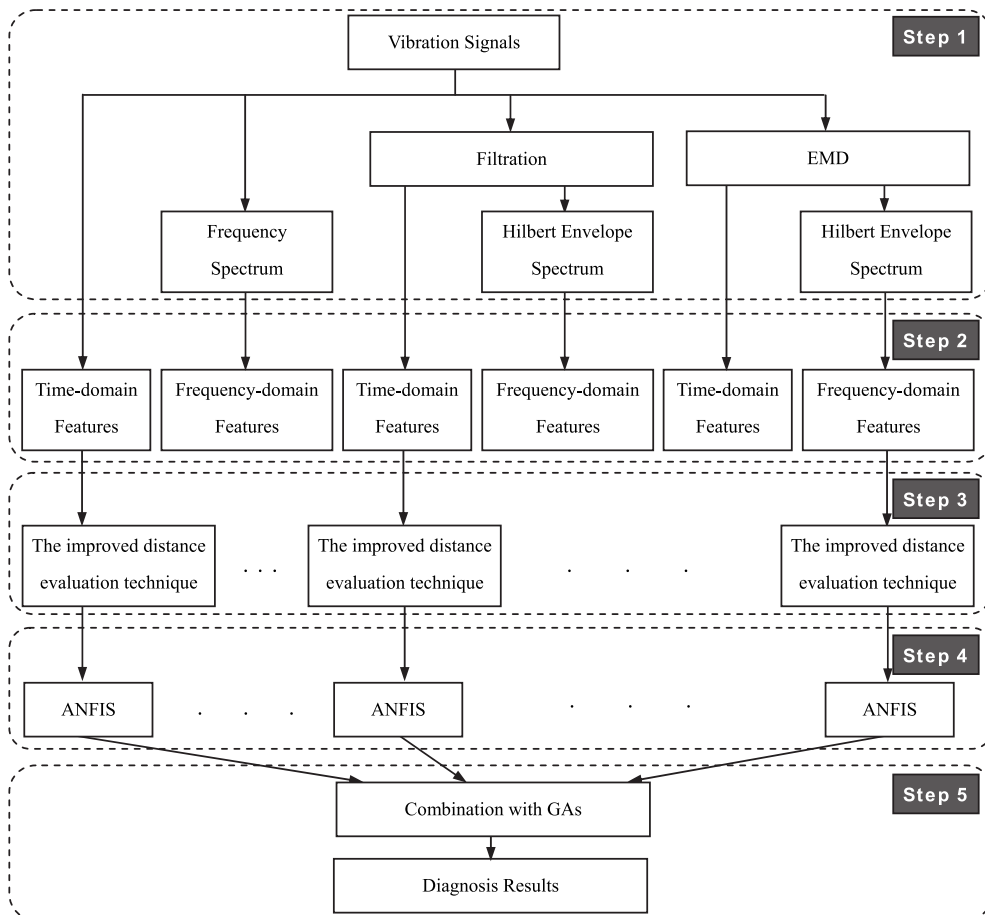 Step 1
Vibration Signals
Filtration
EMD
Frequency
Spectrum
Hilbert Envelope
Spectrum
Hilbert Envelope
Spectrum
Step 2
Time-domain
Features
Frequency-domain
Features
Time-domain
Features
Frequency-domain
Features
Time-domain
Features
Frequency-domain
Features
Step 3
The improved distance
evaluation technique
. . .
The improved distance
evaluation technique
. . .
The improved distance
evaluation technique
Step 4
ANFIS
. . .
ANFIS
. . .
ANFIS
Step 5
Combination with GAs
Diagnosis Results